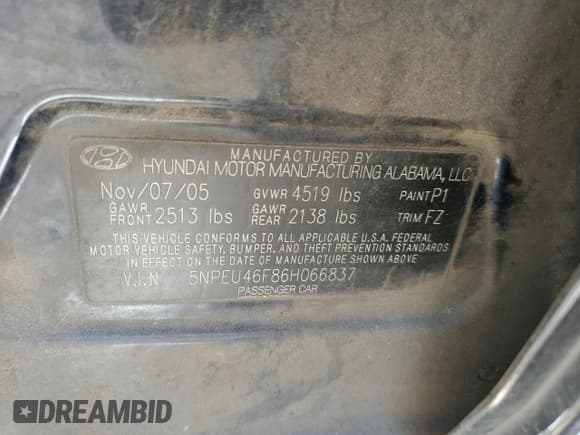 MANUFACTURED BY
HYUNDAI MOTOR MANUFACTURING ALABAMA, LLC
Nov/07/05 GVWR 4519 lbs PAINT P1
GAWR FRONT 2513 lbs GAWR REAR 2138 lbs TRIM FZ
THIS VEHICLE CONFORMS TO ALL APPLICABLE U.S.A. FEDERAL
MOTOR VEHICLE SAFETY, BUMPER, AND THEFT PREVENTION
STANDARDS IN EFFECT ON THE
DATE OF MANUFACTURE SHOWN ABOVE
V.I.N 5NPEU46F86H066837
PASSENGER CAR
DREAMBID